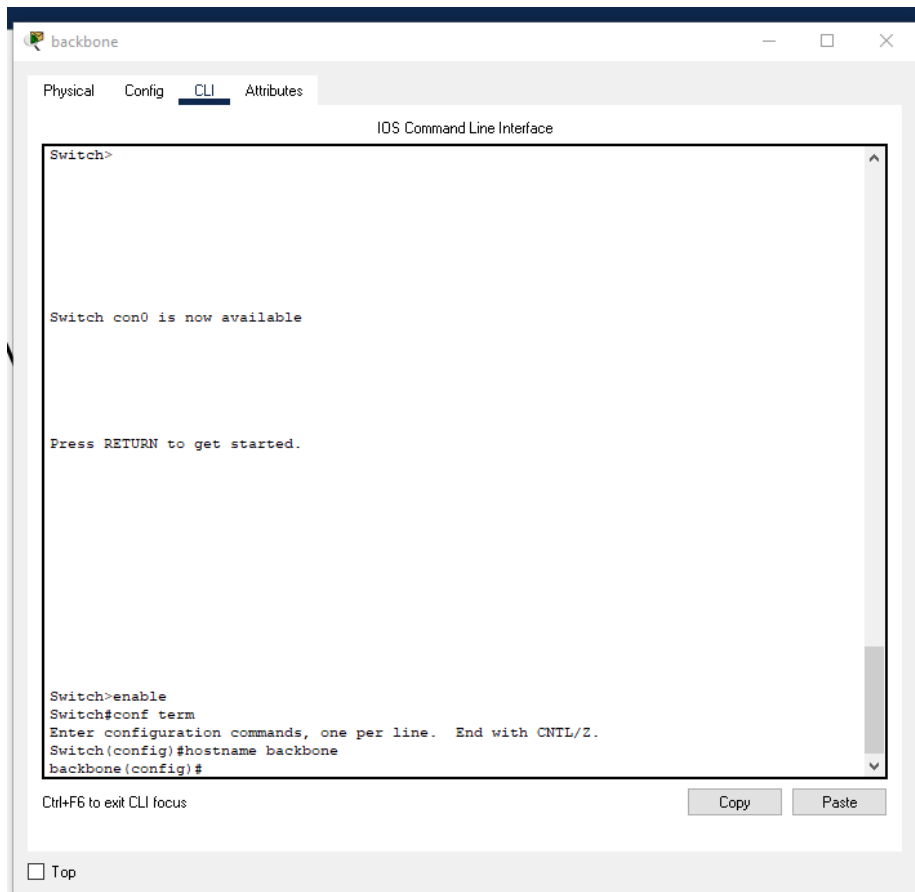 backbone
Physical Config CLI Attributes
IOS Command Line Interface
Switch>
Switch con0 is now available
Press RETURN to get started.
Switch>enable
Switch#conf term
Enter configuration commands, one per line.  End with CNTL/Z.
Switch(config)#hostname backbone
backbone(config)#
Ctrl+F6 to exit CLI focus
Copy Paste
Top